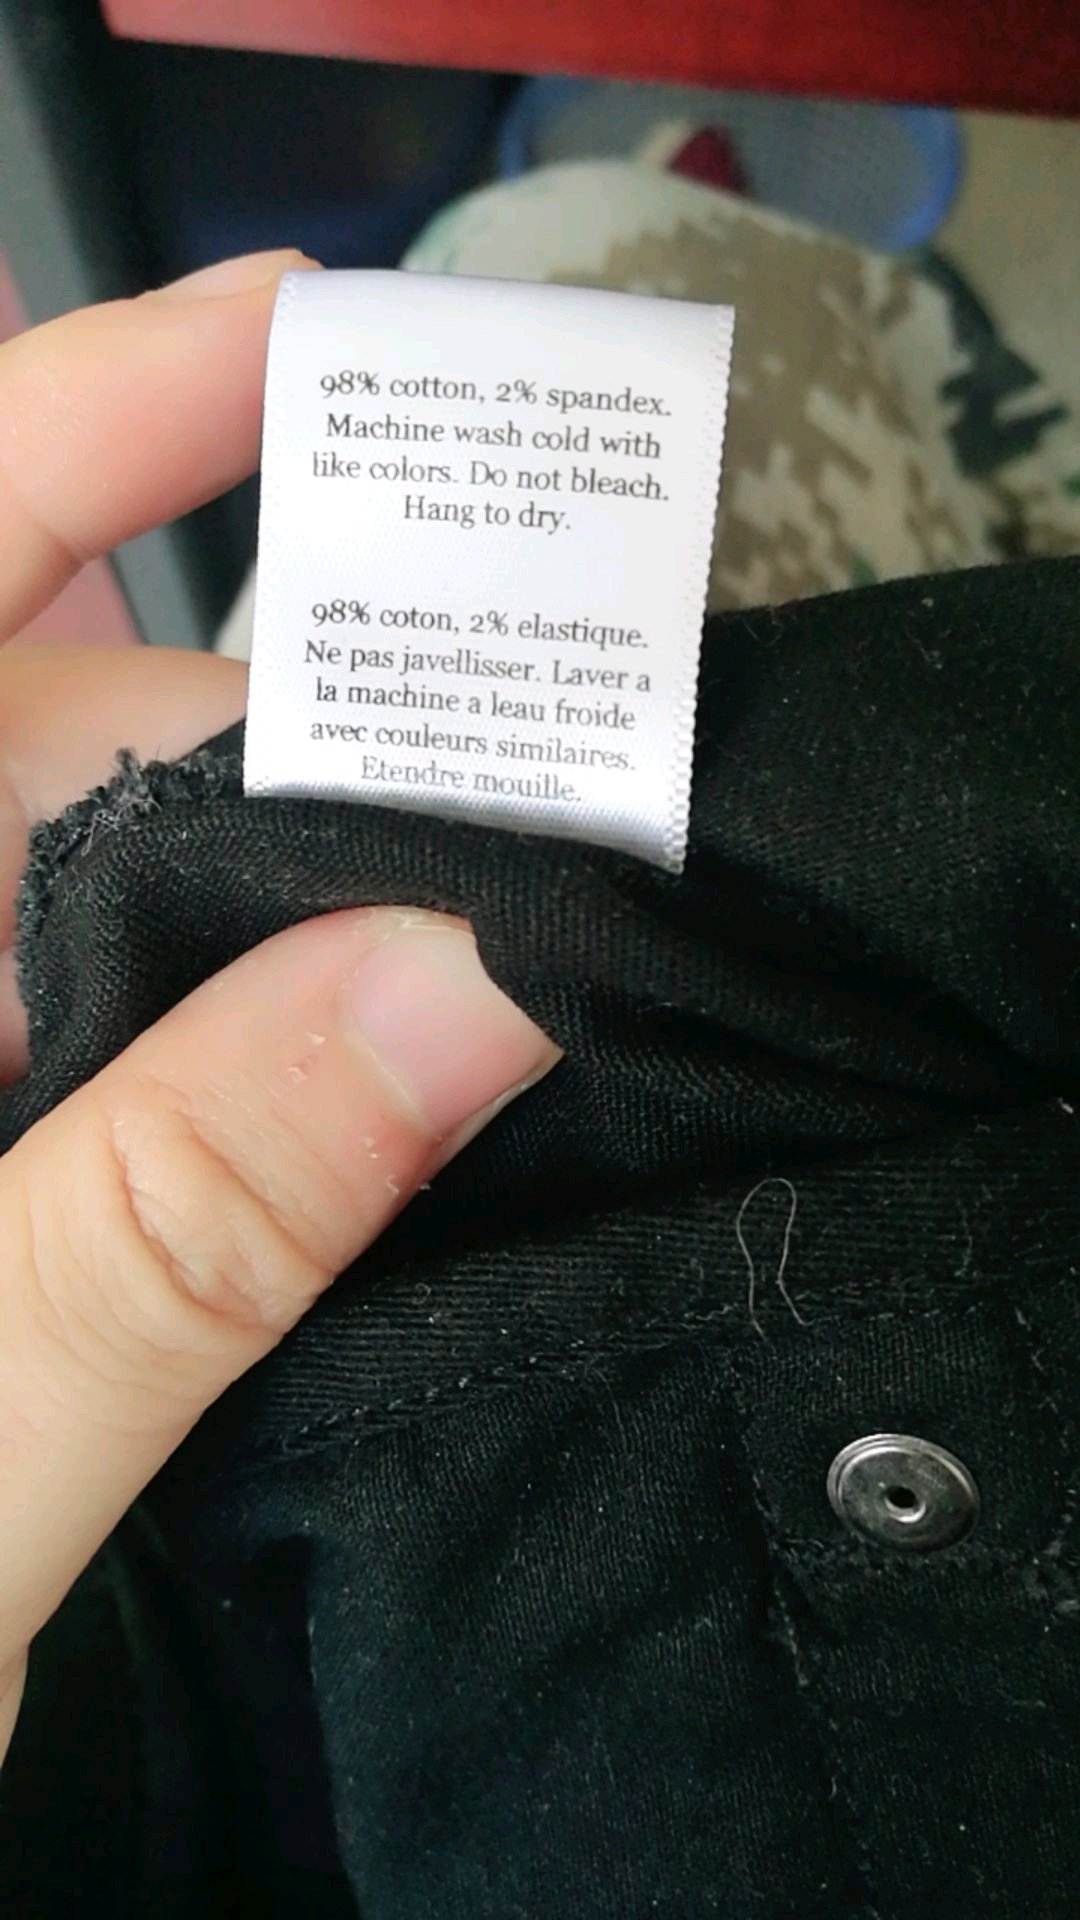 98% cotton, 2% spandex.
Machine wash cold with
like colors. Do not bleach.
Hang to dry.
98% coton, 2% elastique.
Ne pas javellisser. Laver a
la machine a leau froide
avec couleurs similaires.
Etendre mouille.